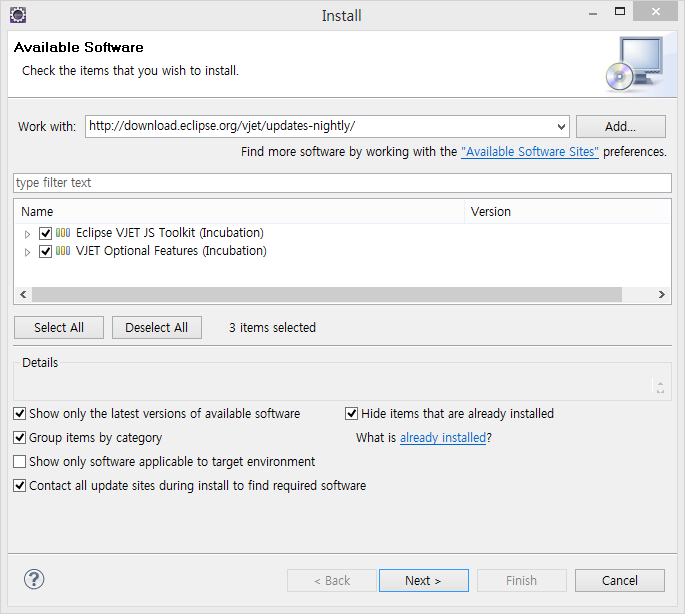 Install
Available Software
Check the items that you wish to install.
Work with: http://download.eclipse.org/vjet/updates-nightly/ Add...
Find more software by working with the "Available Software Sites" preferences.
type filter text
Name Version
Eclipse VJET JS Toolkit (Incubation)
VJET Optional Features (Incubation)
Select All Deselect All 3 items selected
Details
Show only the latest versions of available software Hide items that are already installed
Group items by category What is already installed?
Show only software applicable to target environment
Contact all update sites during install to find required software
? < Back Next > Finish Cancel